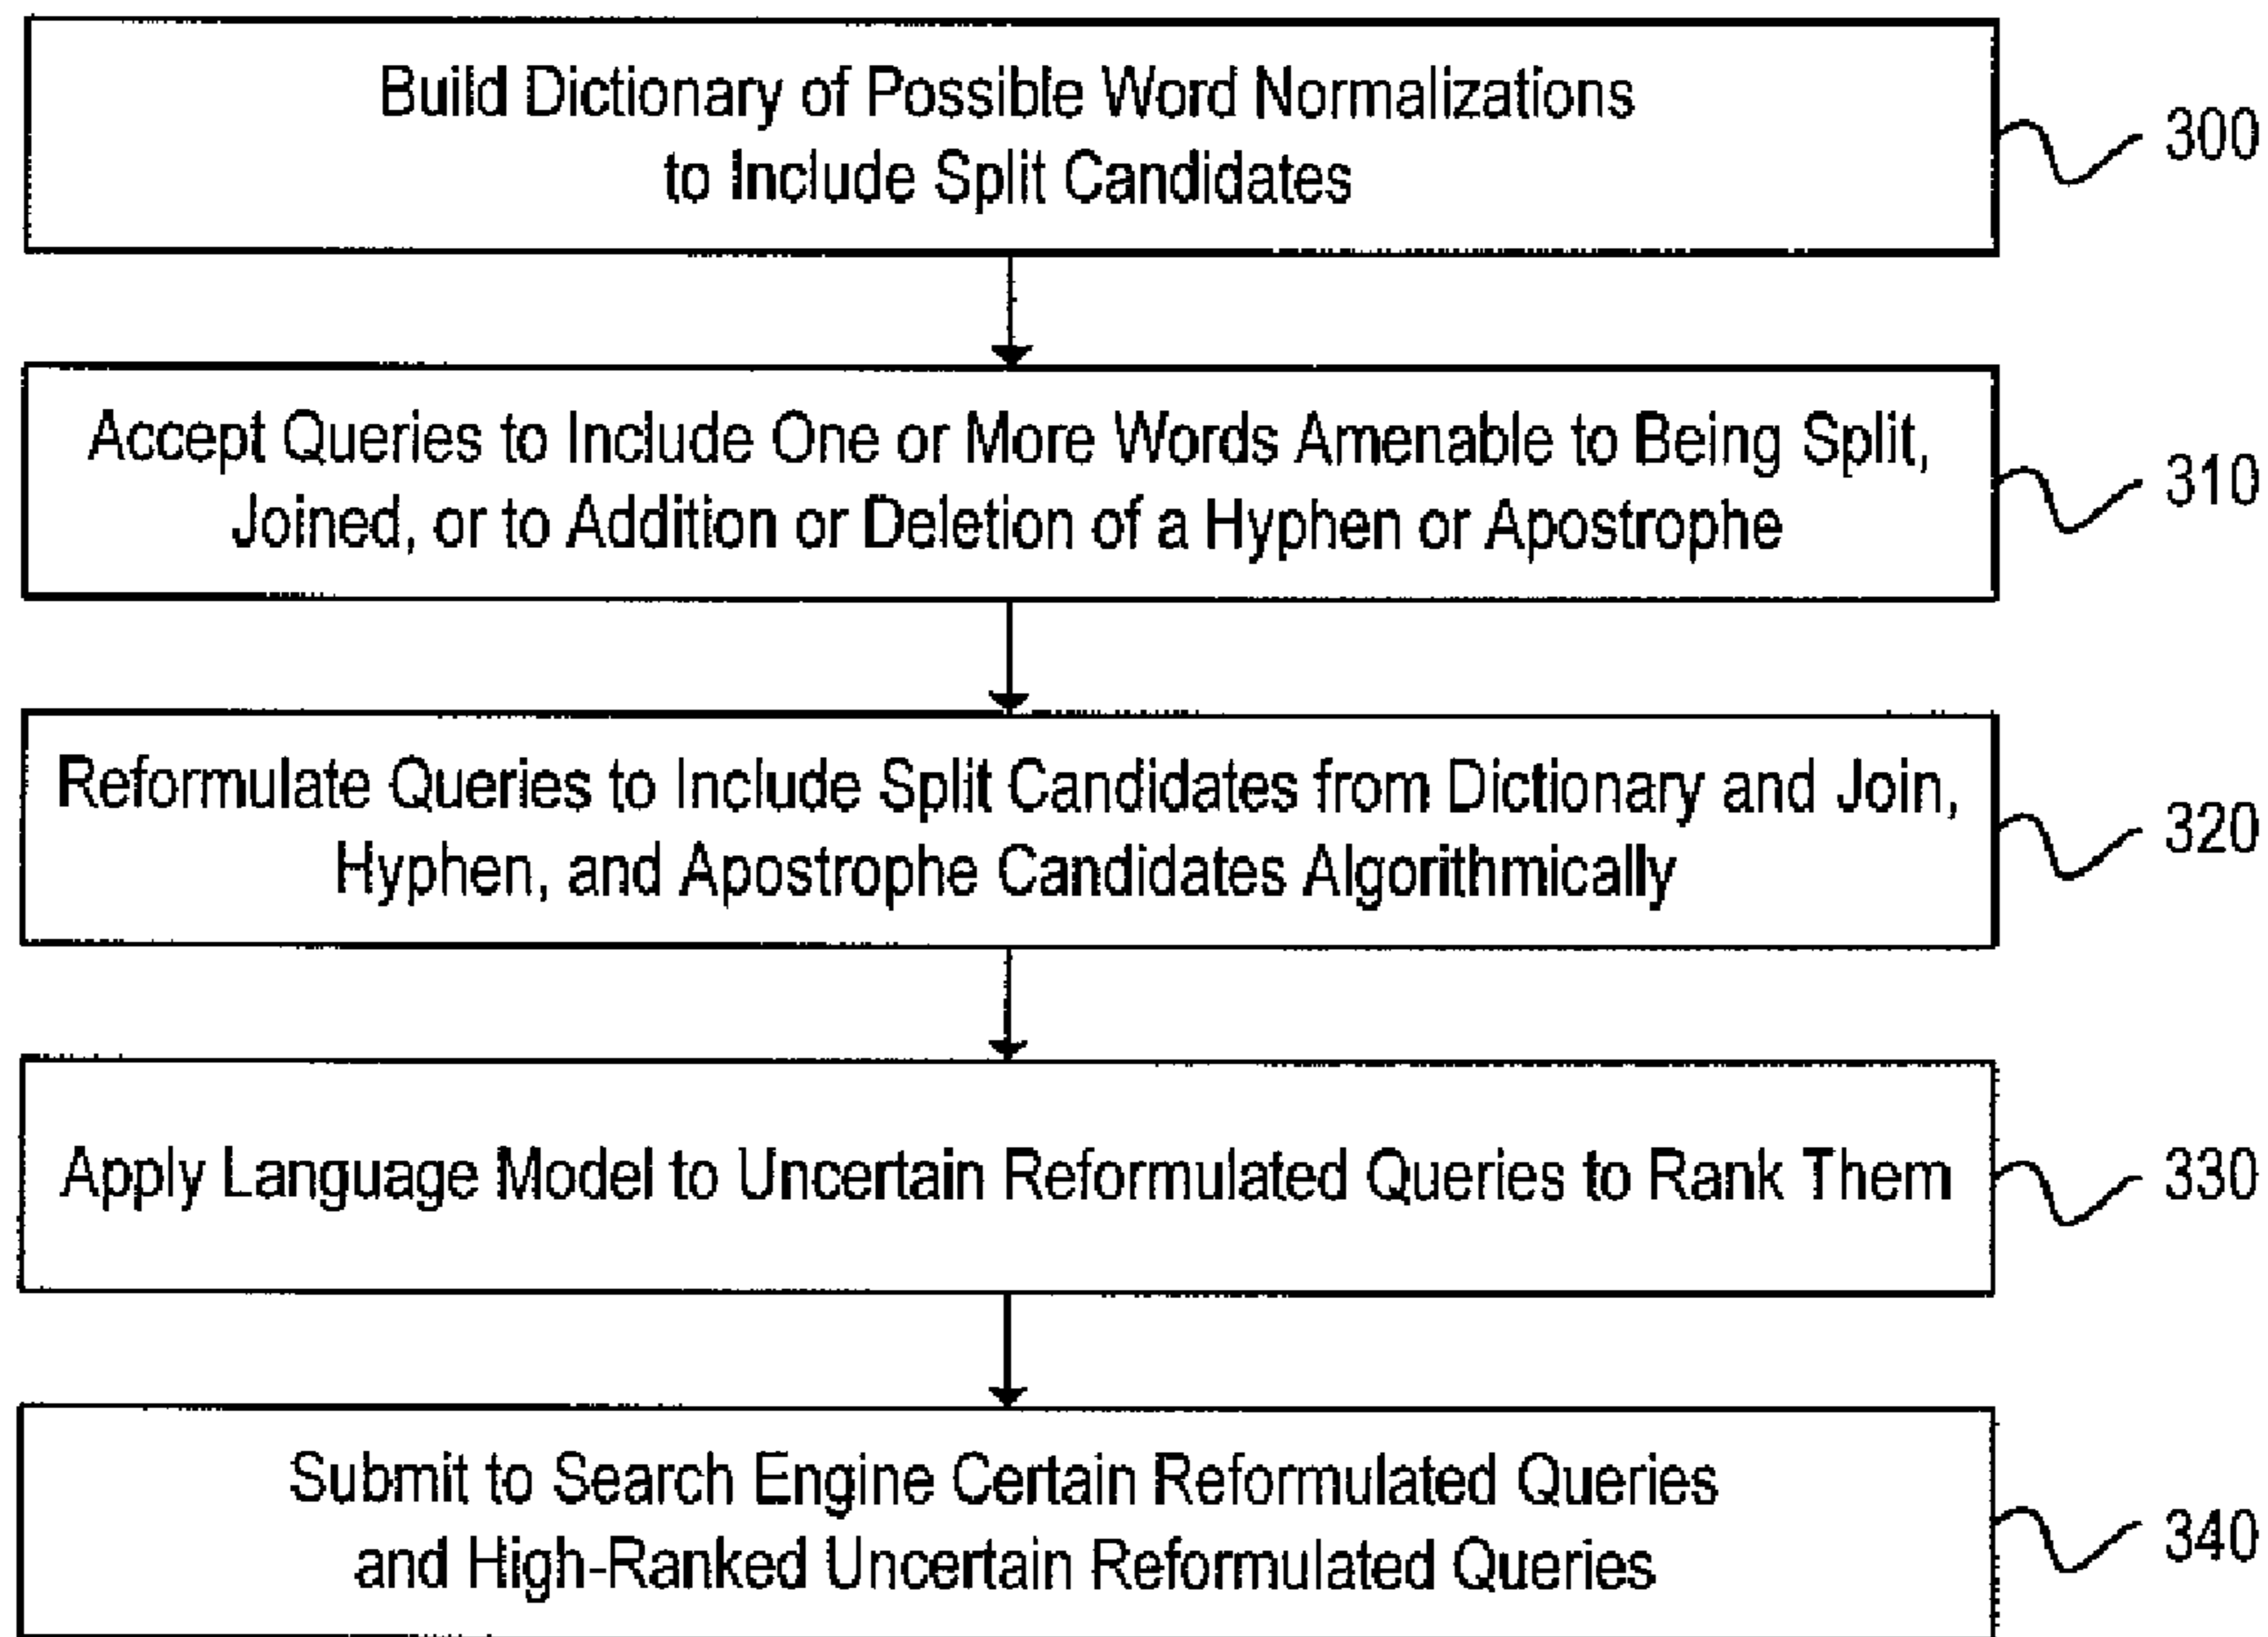 Build Dictionary of Possible Word Normalizations
to Include Split Candidates
300
Accept Queries to Include One or More Words Amenable to Being Split,
Joined, or to Addition or Deletion of a Hyphen or Apostrophe
310
Reformulate Queries to Include Split Candidates from Dictionary and Join,
Hyphen, and Apostrophe Candidates Algorithmically
320
Apply Language Model to Uncertain Reformulated Queries to Rank Them
330
Submit to Search Engine Certain Reformulated Queries
and High-Ranked Uncertain Reformulated Queries
340